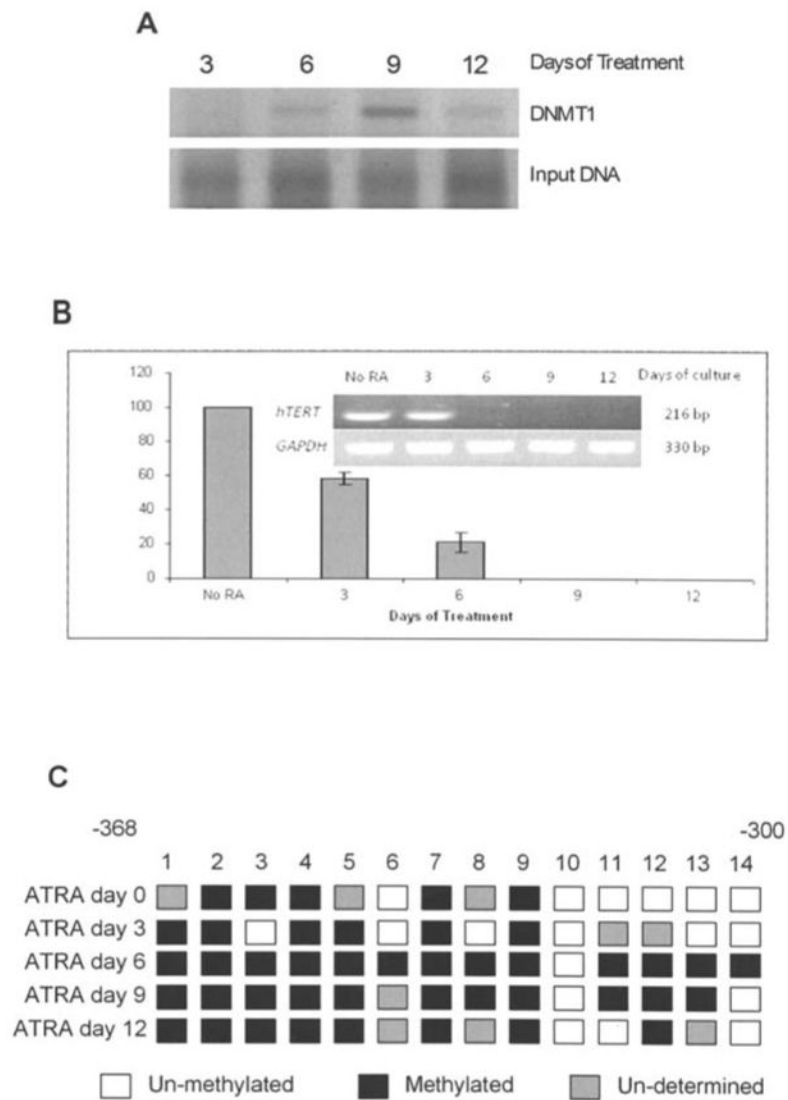 A
3 6 9 12 Days of Treatment
DNMT1
Input DNA
B
120
100
80
60
40
20
0
No RA 3 6 9 12 Days of culture
hTERT 216 bp
GAPDH 330 bp
No RA 3 6 9 12
Days of Treatment
C
-368 -300
1 2 3 4 5 6 7 8 9 10 11 12 13 14
ATRA day 0
ATRA day 3
ATRA day 6
ATRA day 9
ATRA day 12
Un-methylated Methylated Un-determined